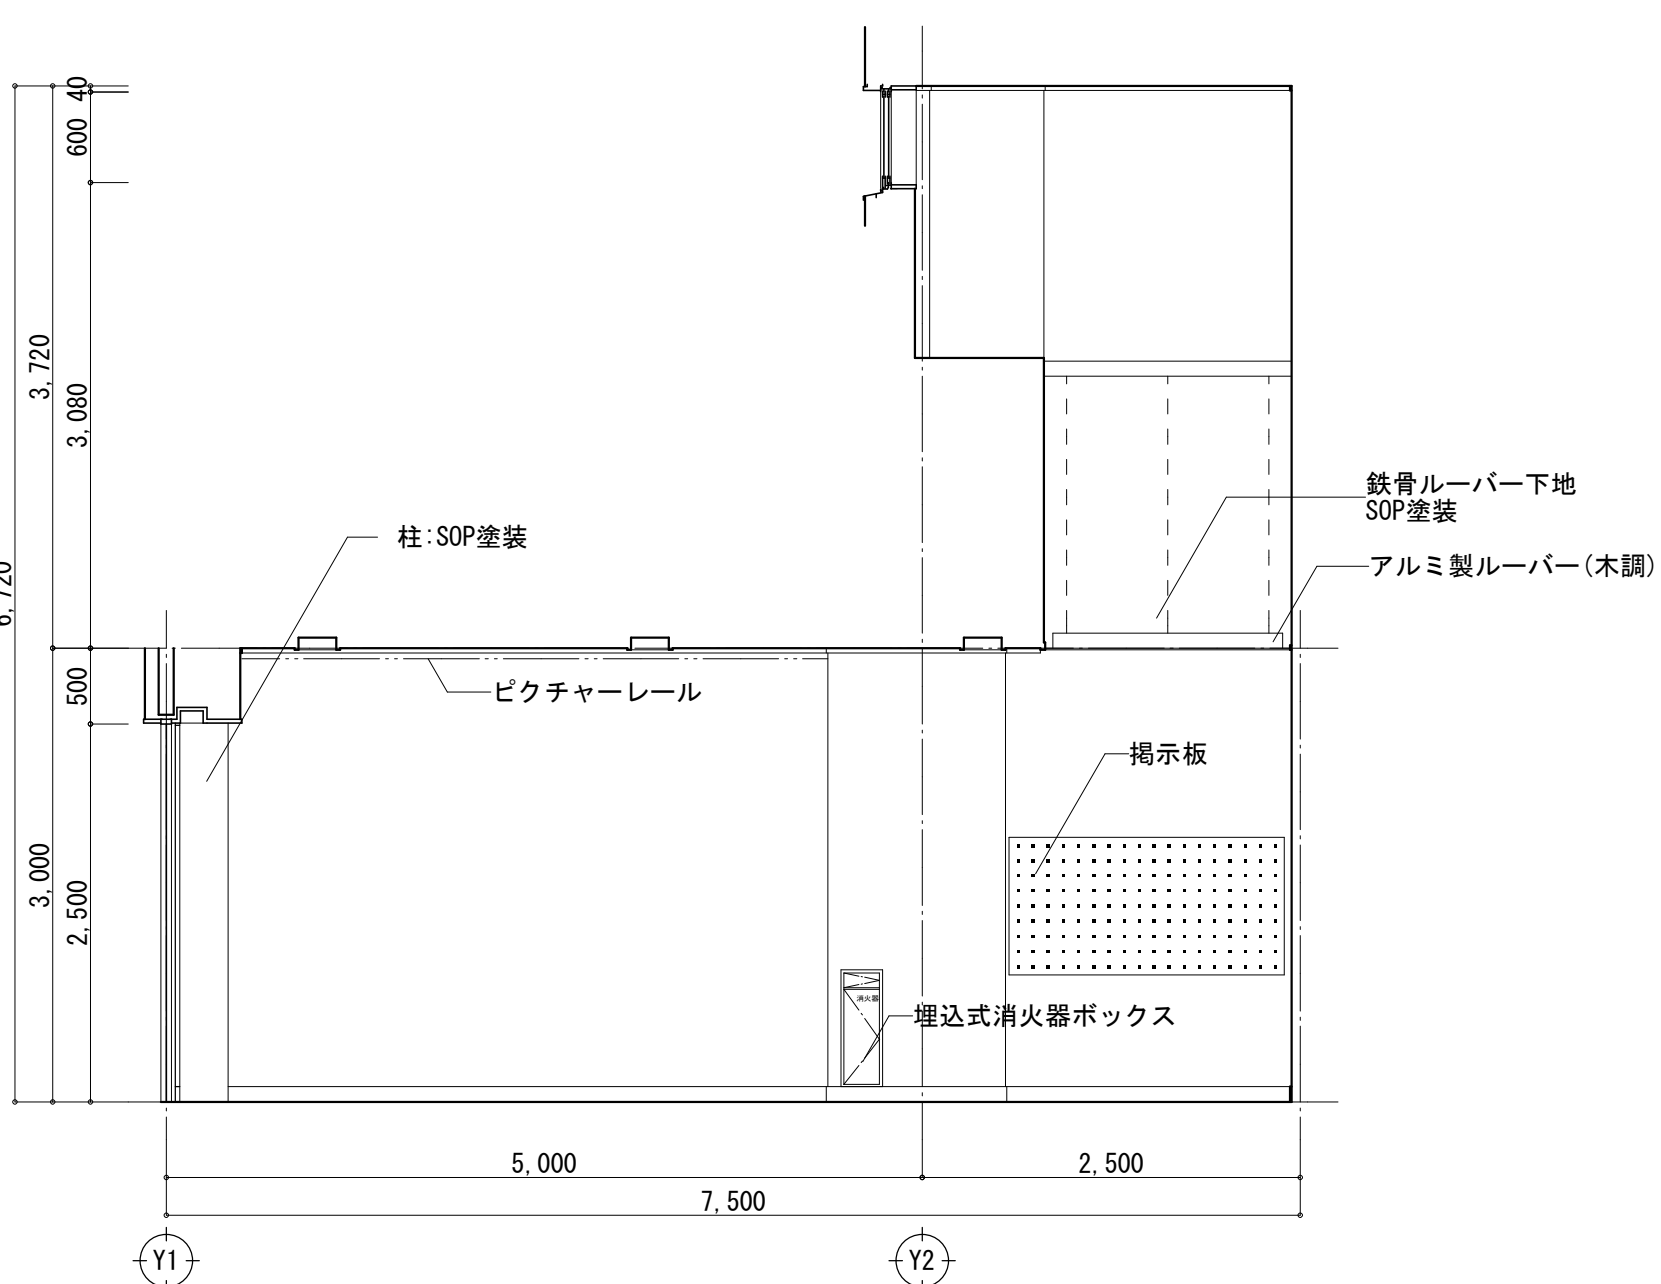 40
600
3,720
3,080
鉄骨ルーバー下地
SOP塗装
柱:SOP塗装
アルミ製ルーバー(木調)
6,720
500
ピクチャーレール
掲示板
3,000
2,500
消火器
埋込式消火器ボックス
5,000
2,500
7,500
Y1
Y2